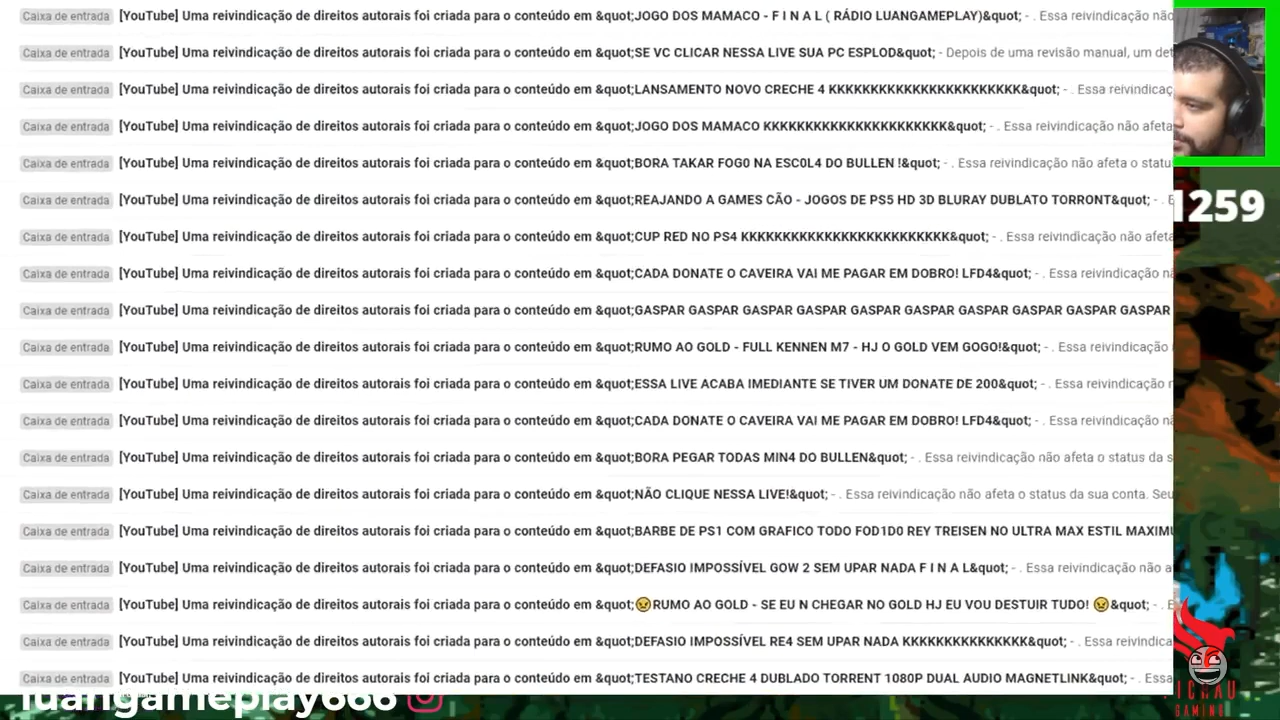 Caixa de entrada [YouTube] Uma reivindicação de direitos autorais foi criada para o conteúdo em &quot;JOGO DOS MAMACO - F I N A L ( RÁDIO LUANGAMEPLAY)&quot; - . Essa reivindicação não
Caixa de entrada [YouTube] Uma reivindicação de direitos autorais foi criada para o conteúdo em &quot;SE VC CLICAR NESSA LIVE SUA PC ESPLOD&quot; - Depois de uma revisão manual, um det
Caixa de entrada [YouTube] Uma reivindicação de direitos autorais foi criada para o conteúdo em &quot;LANSAMENTO NOVO CRECHE 4 KKKKKKKKKKKKKKKKKKKKKKK&quot; - . Essa reivindicaç
Caixa de entrada [YouTube] Uma reivindicação de direitos autorais foi criada para o conteúdo em &quot;JOGO DOS MAMACO KKKKKKKKKKKKKKKKKKKKKK&quot; - . Essa reivindicação não afeta
Caixa de entrada [YouTube] Uma reivindicação de direitos autorais foi criada para o conteúdo em &quot;BORA TAKAR FOG0 NA ESC0L4 DO BULLEN !&quot; - . Essa reivindicação não afeta o statu
Caixa de entrada [YouTube] Uma reivindicação de direitos autorais foi criada para o conteúdo em &quot;REAJANDO A GAMES CÃO - JOGOS DE PS5 HD 3D BLURAY DUBLATO TORRONT&quot; - . E
1259
Caixa de entrada [YouTube] Uma reivindicação de direitos autorais foi criada para o conteúdo em &quot;CUP RED NO PS4 KKKKKKKKKKKKKKKKKKKKKKKKK&quot; - . Essa reivindicação não afeta
Caixa de entrada [YouTube] Uma reivindicação de direitos autorais foi criada para o conteúdo em &quot;CADA DONATE O CAVEIRA VAI ME PAGAR EM DOBRO! LFD4&quot; - . Essa reivindicação nã
Caixa de entrada [YouTube] Uma reivindicação de direitos autorais foi criada para o conteúdo em &quot;GASPAR GASPAR GASPAR GASPAR GASPAR GASPAR GASPAR GASPAR GASPAR GASPAR
Caixa de entrada [YouTube] Uma reivindicação de direitos autorais foi criada para o conteúdo em &quot;RUMO AO GOLD - FULL KENNEN M7 - HJ O GOLD VEM GOGO!&quot; - . Essa reivindicação
Caixa de entrada [YouTube] Uma reivindicação de direitos autorais foi criada para o conteúdo em &quot;ESSA LIVE ACABA IMEDIANTE SE TIVER UM DONATE DE 200&quot; - . Essa reivindicação n
Caixa de entrada [YouTube] Uma reivindicação de direitos autorais foi criada para o conteúdo em &quot;CADA DONATE O CAVEIRA VAI ME PAGAR EM DOBRO! LFD4&quot; - . Essa reivindicação nã
Caixa de entrada [YouTube] Uma reivindicação de direitos autorais foi criada para o conteúdo em &quot;BORA PEGAR TODAS MIN4 DO BULLEN&quot; - . Essa reivindicação não afeta o status da s
Caixa de entrada [YouTube] Uma reivindicação de direitos autorais foi criada para o conteúdo em &quot;NÃO CLIQUE NESSA LIVE!&quot; - . Essa reivindicação não afeta o status da sua conta. Seu
Caixa de entrada [YouTube] Uma reivindicação de direitos autorais foi criada para o conteúdo em &quot;BARBE DE PS1 COM GRAFICO TODO FOD1D0 REY TREISEN NO ULTRA MAX ESTIL MAXIMU
Caixa de entrada [YouTube] Uma reivindicação de direitos autorais foi criada para o conteúdo em &quot;DEFASIO IMPOSSÍVEL GOW 2 SEM UPAR NADA F I N A L&quot; - . Essa reivindicação não a
Caixa de entrada [YouTube] Uma reivindicação de direitos autorais foi criada para o conteúdo em &quot;😠RUMO AO GOLD - SE EU N CHEGAR NO GOLD HJ EU VOU DESTUIR TUDO! 😠&quot; - . E
Caixa de entrada [YouTube] Uma reivindicação de direitos autorais foi criada para o conteúdo em &quot;DEFASIO IMPOSSÍVEL RE4 SEM UPAR NADA KKKKKKKKKKKKKKK&quot; - . Essa reivindica
Caixa de entrada [YouTube] Uma reivindicação de direitos autorais foi criada para o conteúdo em &quot;TESTANO CRECHE 4 DUBLADO TORRENT 1080P DUAL AUDIO MAGNETLINK&quot; - . Essa
luangameplay666
PICHAU
GAMING